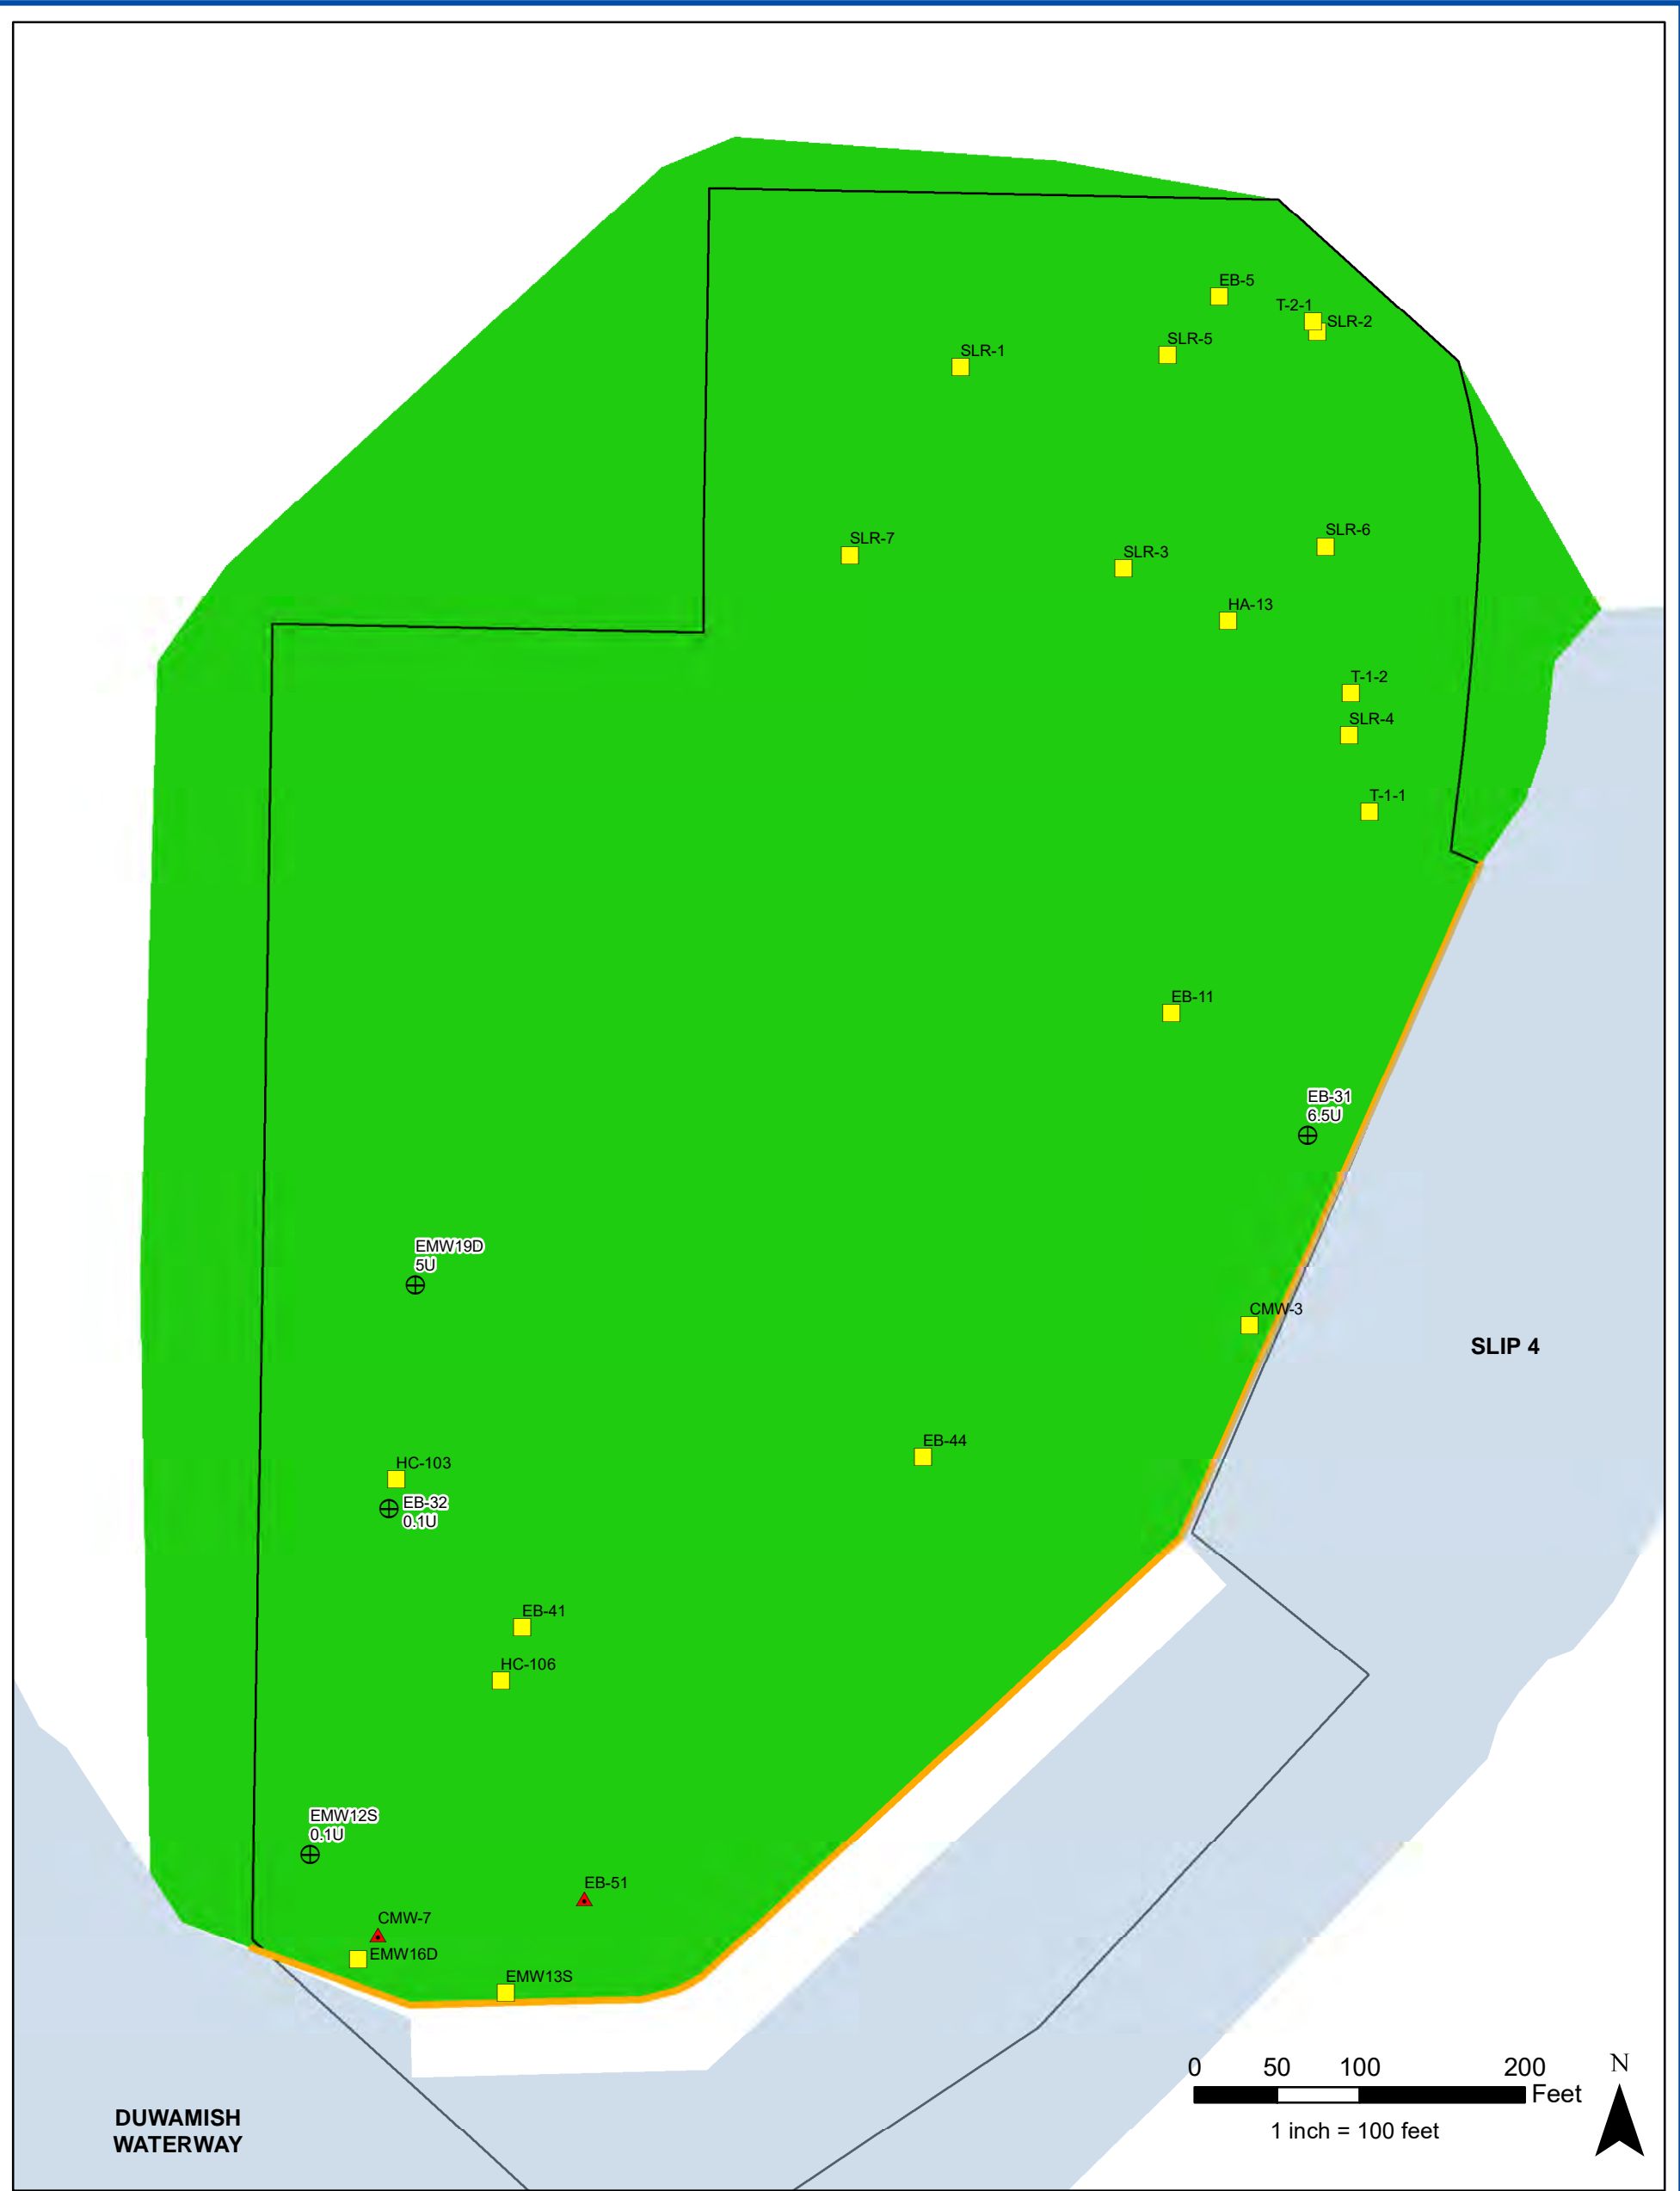 EB-5
T-2-1
SLR-2
SLR-5
SLR-1
SLR-6
SLR-7
SLR-3
HA-13
T-1-2
SLR-4
T-1-1
EB-11
EB-31
6.5U
EMW19D
5U
CMW-3
SLIP 4
EB-44
HC-103
EB-32
0.1U
EB-41
HC-106
EMW12S
0.1U
EB-51
CMW-7
EMW16D
EMW13S
0 50 100 200
Feet
N
1 inch = 100 feet
DUWAMISH
WATERWAY